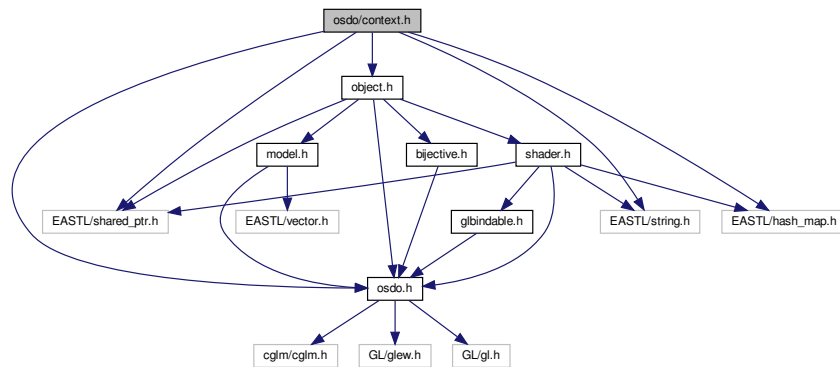 osdo/context.h
object.h
model.h
bijective.h
shader.h
EASTL/shared_ptr.h
EASTL/vector.h
glbindable.h
EASTL/string.h
EASTL/hash_map.h
osdo.h
cglm/cglm.h
GL/glew.h
GL/gl.h